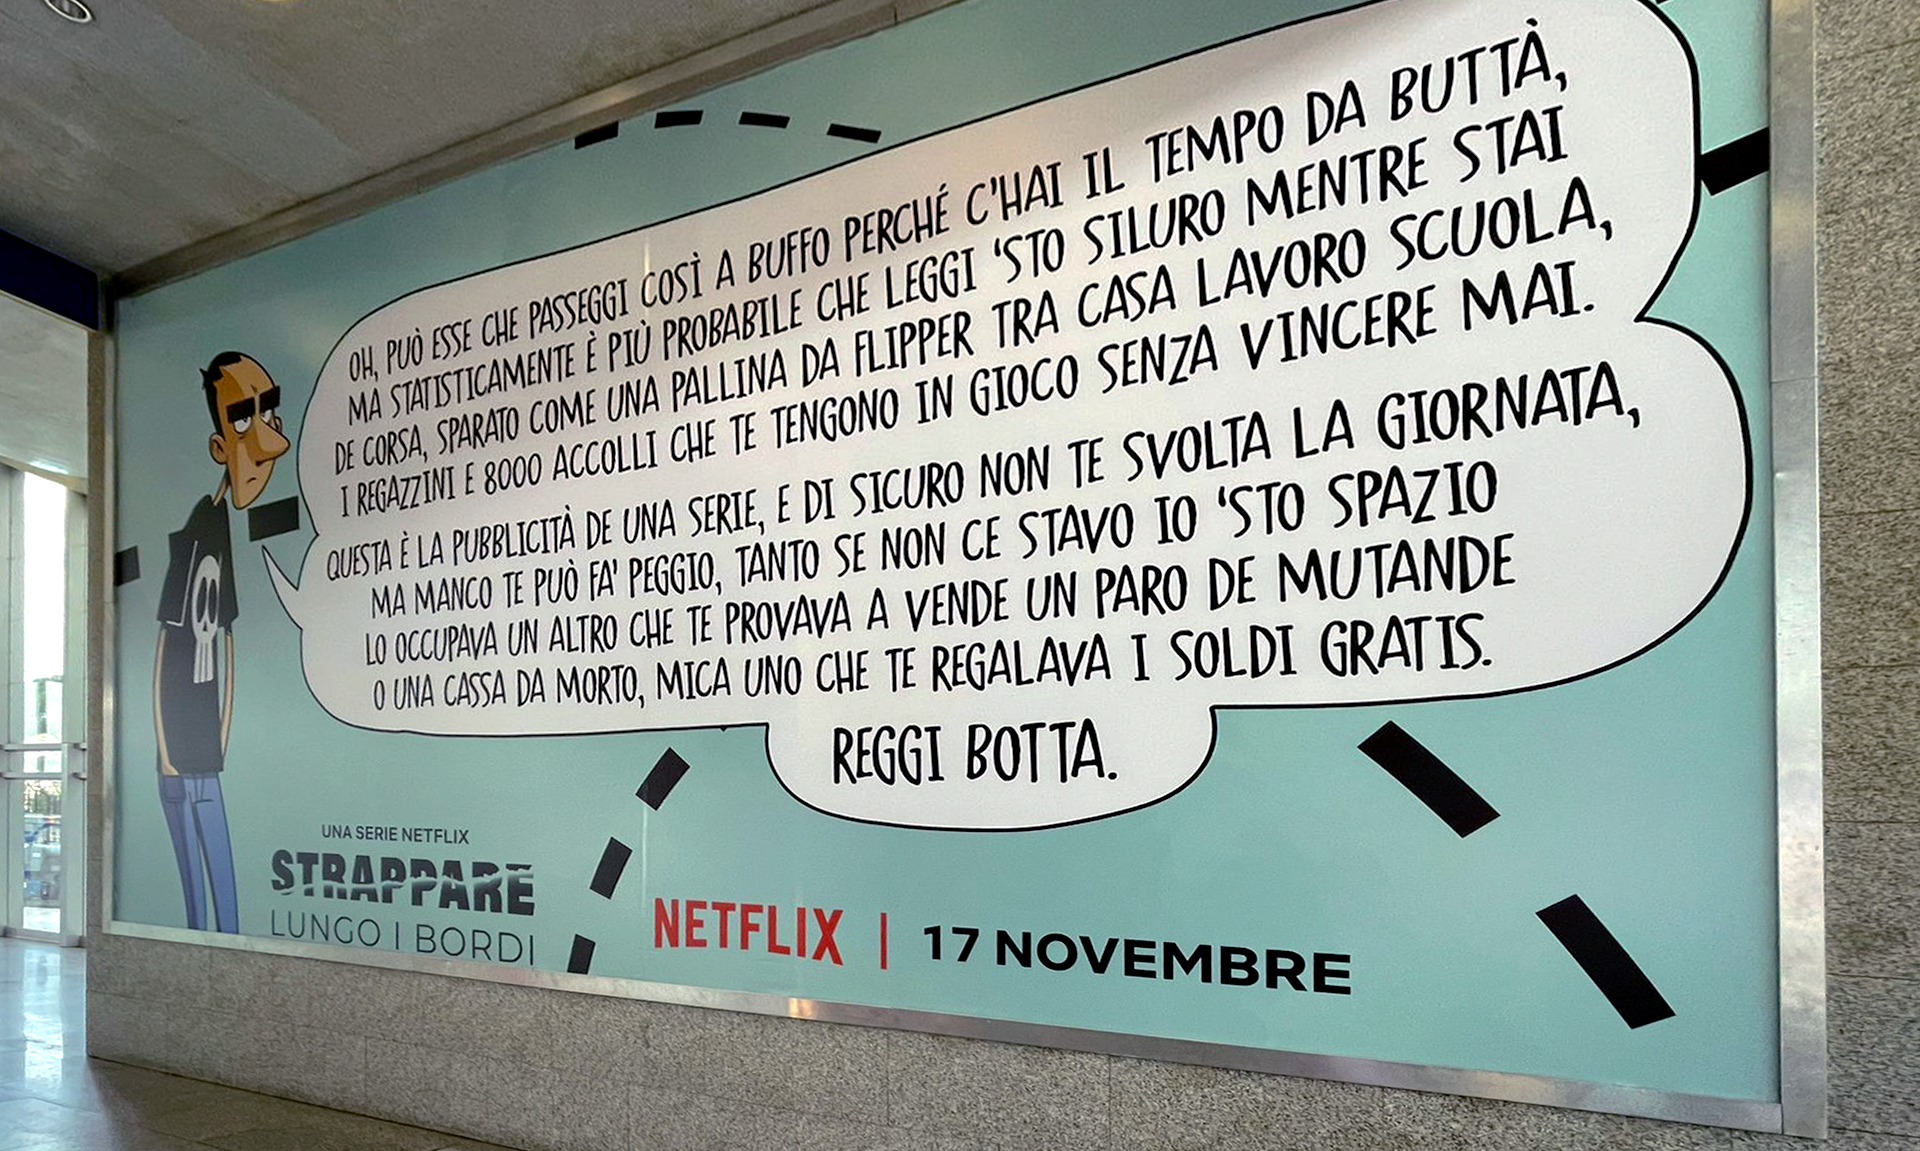 OH, PUÒ ESSE CHE PASSEGGI COSÌ A BUFFO PERCHÉ C'HAI IL TEMPO DA BUTTÀ,
MA STATISTICAMENTE È PIÙ PROBABILE CHE LEGGI 'STO SILURO MENTRE STAI
DE CORSA, SPARATO COME UNA PALLINA DA FLIPPER TRA CASA LAVORO SCUOLA,
I REGAZZINI E 8000 ACCOLLI CHE TE TENGONO IN GIOCO SENZA VINCERE MAI.
QUESTA È LA PUBBLICITÀ DE UNA SERIE, E DI SICURO NON TE SVOLTA LA GIORNATA,
MA MANCO TE PUÒ FA' PEGGIO, TANTO SE NON CE STAVO IO 'STO SPAZIO
LO OCCUPAVA UN ALTRO CHE TE PROVAVA A VENDE UN PARO DE MUTANDE
O UNA CASSA DA MORTO, MICA UNO CHE TE REGALAVA I SOLDI GRATIS.
REGGI BOTTA.
UNA SERIE NETFLIX
STRAPPARE
LUNGO I BORDI
NETFLIX | 17 NOVEMBRE